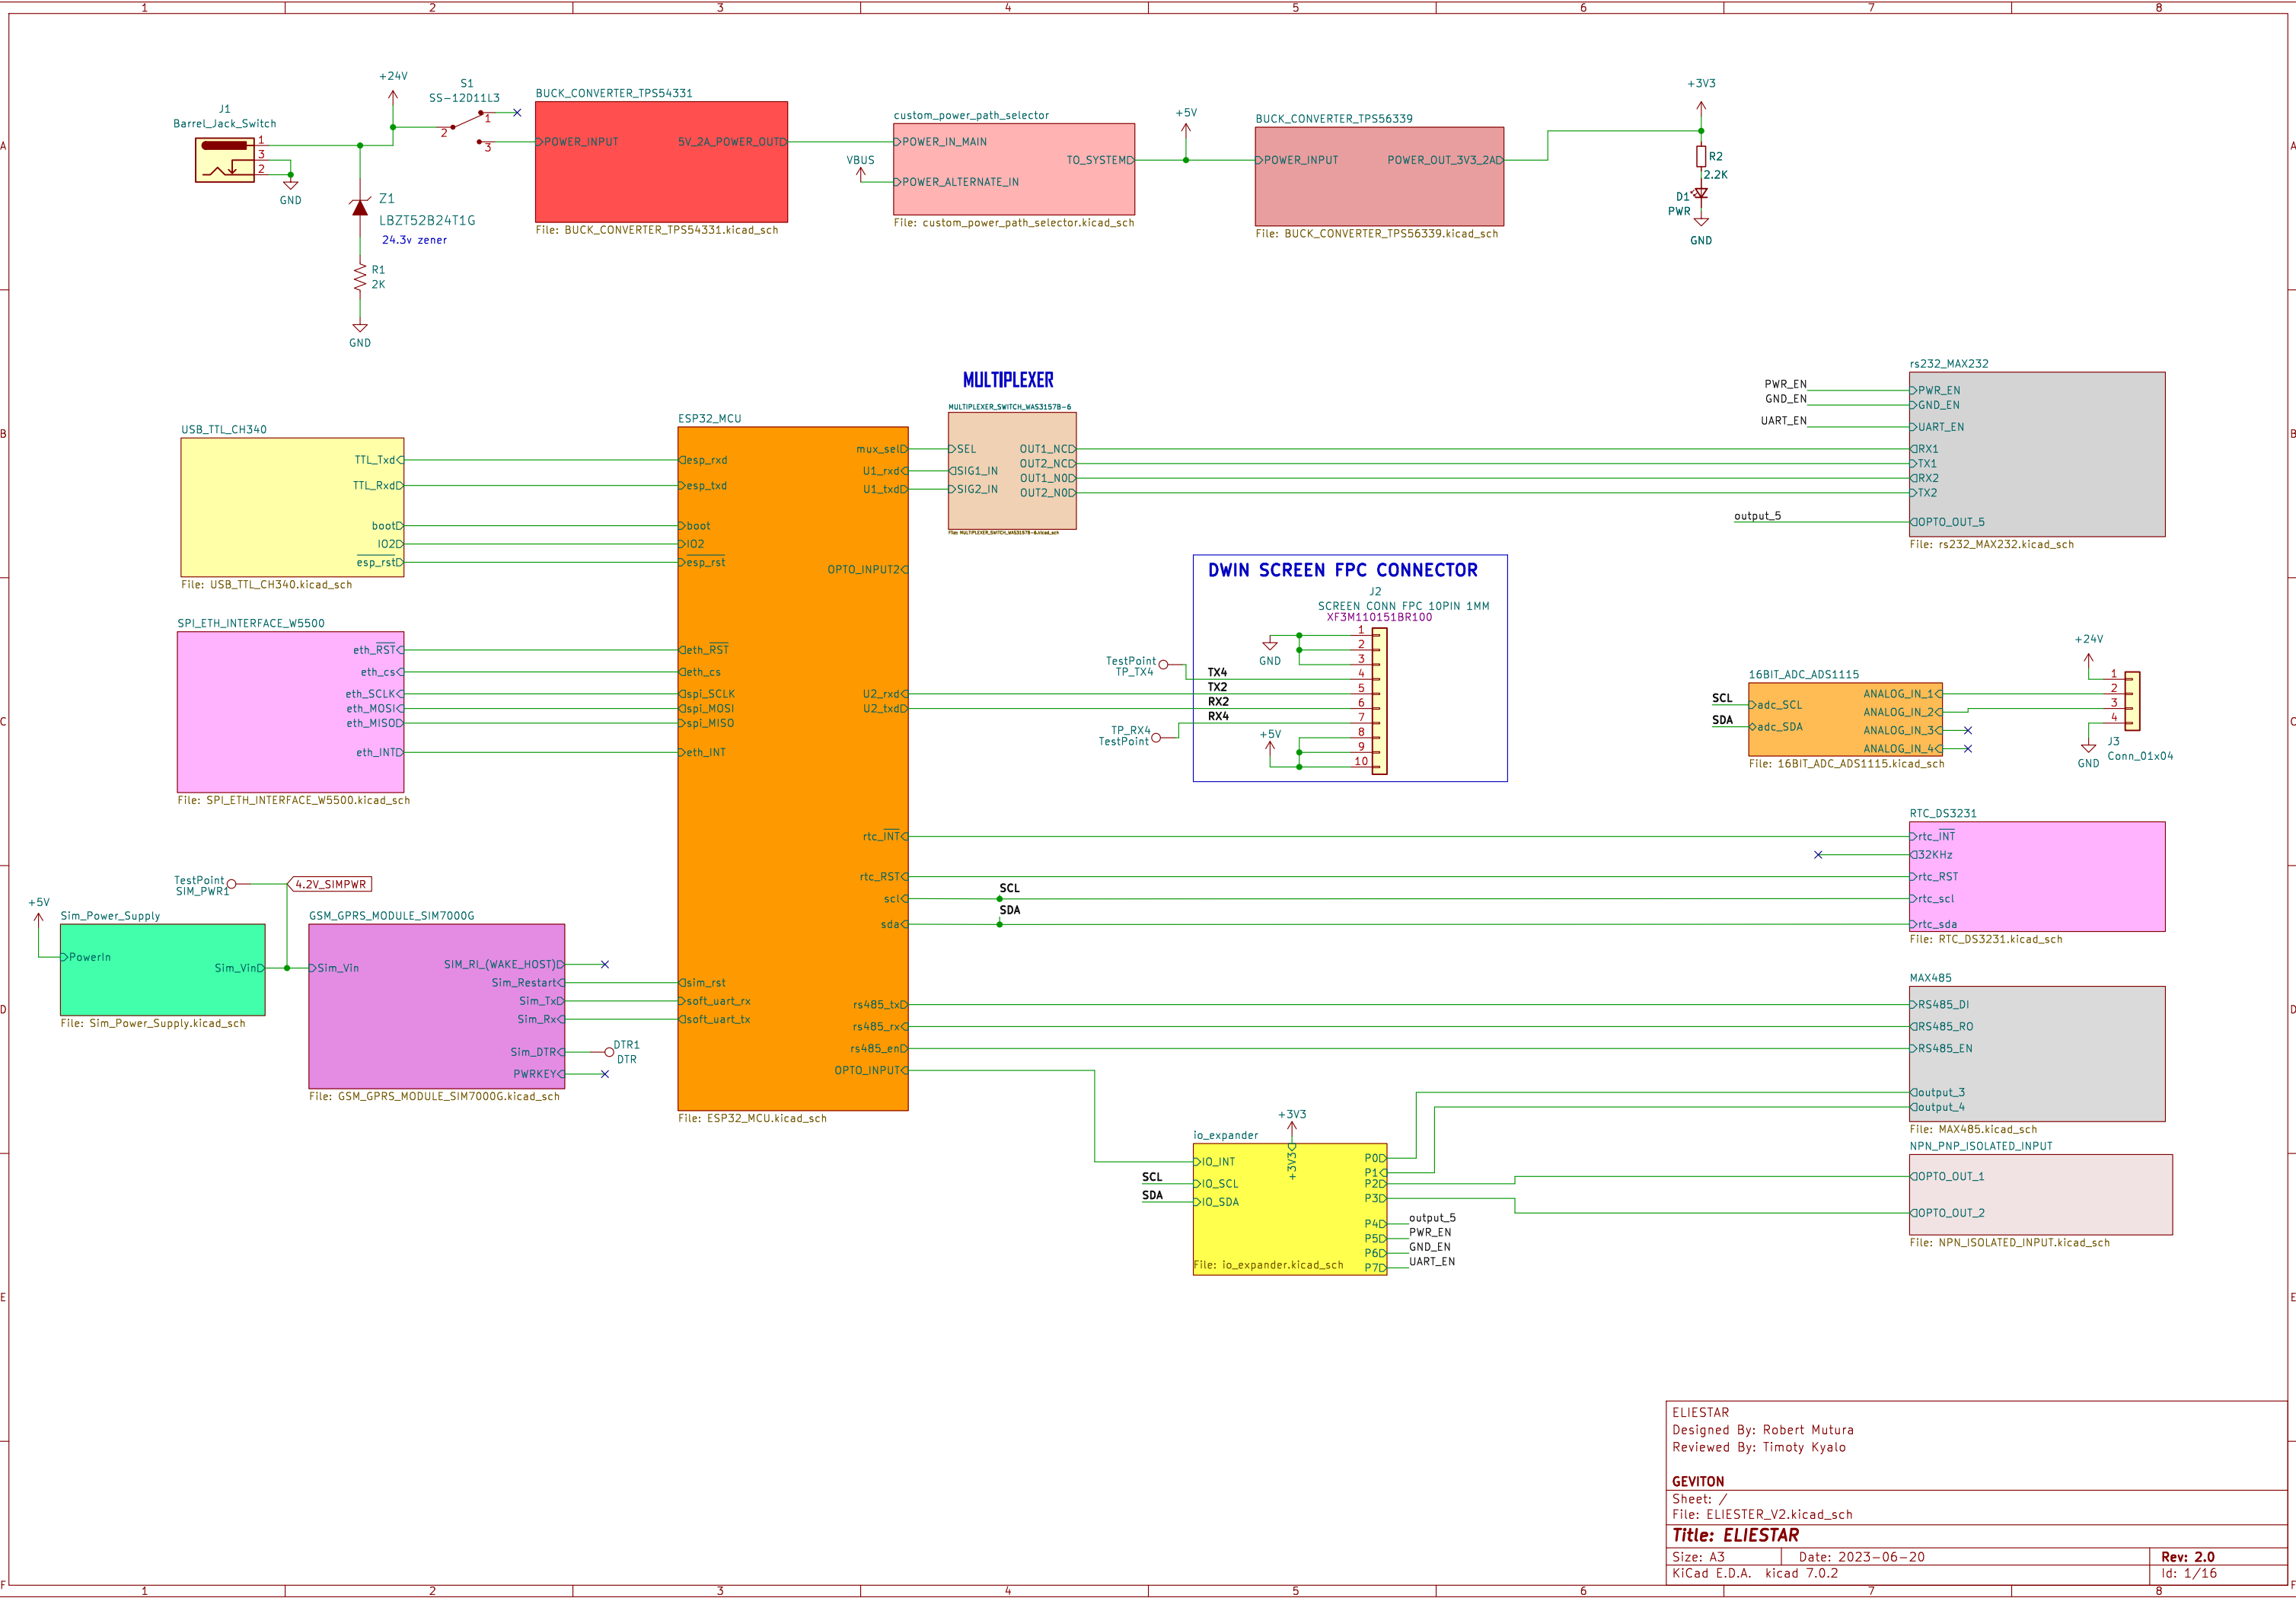 1 2 3 4 5 6 7 8
A
B
C
D
E
F
J1
Barrel_Jack_Switch
1
3
2
GND
+24V
Z1
LBZT52B24T1G
24.3v zener
R1
2K
GND
S1
SS-12D11L3
1
2
3
BUCK_CONVERTER_TPS54331
POWER_INPUT
5V_2A_POWER_OUT
File: BUCK_CONVERTER_TPS54331.kicad_sch
VBUS
custom_power_path_selector
POWER_IN_MAIN
TO_SYSTEM
POWER_ALTERNATE_IN
File: custom_power_path_selector.kicad_sch
+5V
BUCK_CONVERTER_TPS56339
POWER_INPUT
POWER_OUT_3V3_2A
File: BUCK_CONVERTER_TPS56339.kicad_sch
+3V3
R2
2.2K
D1
PWR
GND
USB_TTL_CH340
TTL_Txd
TTL_Rxd
boot
IO2
esp_rst
File: USB_TTL_CH340.kicad_sch
SPI_ETH_INTERFACE_W5500
eth_RST
eth_cs
eth_SCLK
eth_MOSI
eth_MISO
eth_INT
File: SPI_ETH_INTERFACE_W5500.kicad_sch
TestPoint
SIM_PWR1
4.2V_SIMPWR
+5V
Sim_Power_Supply
PowerIn
Sim_Vin
File: Sim_Power_Supply.kicad_sch
GSM_GPRS_MODULE_SIM7000G
Sim_Vin
SIM_RI_(WAKE_HOST)
Sim_Restart
Sim_Tx
Sim_Rx
Sim_DTR
PWRKEY
File: GSM_GPRS_MODULE_SIM7000G.kicad_sch
DTR1
DTR
ESP32_MCU
esp_rxd
esp_txd
boot
IO2
esp_rst
eth_RST
eth_cs
spi_SCLK
spi_MOSI
spi_MISO
eth_INT
sim_rst
soft_uart_rx
soft_uart_tx
mux_sel
U1_rxd
U1_txd
OPTO_INPUT2
U2_rxd
U2_txd
rtc_INT
rtc_RST
scl
sda
rs485_tx
rs485_rx
rs485_en
OPTO_INPUT
File: ESP32_MCU.kicad_sch
MULTIPLEXER
MULTIPLEXER_SWITCH_WAS3157B-6
SEL
SIG1_IN
SIG2_IN
OUT1_NC
OUT2_NC
OUT1_NO
OUT2_NO
File: MULTIPLEXER_SWITCH_WAS3157B-6.kicad_sch
DWIN SCREEN FPC CONNECTOR
J2
SCREEN CONN FPC 10PIN 1MM
XF3M110151BR100
GND
TestPoint
TP_TX4
TX4
TX2
RX2
RX4
TP_RX4
TestPoint
+5V
1
2
3
4
5
6
7
8
9
10
SCL
SDA
rs232_MAX232
PWR_EN
GND_EN
UART_EN
PWR_EN
GND_EN
UART_EN
RX1
TX1
RX2
TX2
output_5
OPTO_OUT_5
File: rs232_MAX232.kicad_sch
16BIT_ADC_ADS1115
SCL
SDA
adc_SCL
adc_SDA
ANALOG_IN_1
ANALOG_IN_2
ANALOG_IN_3
ANALOG_IN_4
File: 16BIT_ADC_ADS1115.kicad_sch
+24V
1
2
3
4
GND
J3
Conn_01x04
RTC_DS3231
rtc_INT
32KHz
rtc_RST
rtc_scl
rtc_sda
File: RTC_DS3231.kicad_sch
MAX485
RS485_DI
RS485_RO
RS485_EN
output_3
output_4
File: MAX485.kicad_sch
NPN_PNP_ISOLATED_INPUT
OPTO_OUT_1
OPTO_OUT_2
File: NPN_ISOLATED_INPUT.kicad_sch
+3V3
io_expander
SCL
SDA
IO_INT
IO_SCL
IO_SDA
+3V3
P0
P1
P2
P3
P4
P5
P6
P7
output_5
PWR_EN
GND_EN
UART_EN
File: io_expander.kicad_sch
ELIESTAR
Designed By: Robert Mutura
Reviewed By: Timoty Kyalo
GEVITON
Sheet: /
File: ELIESTER_V2.kicad_sch
Title: ELIESTAR
Size: A3 Date: 2023-06-20 Rev: 2.0
KiCad E.D.A. kicad 7.0.2 Id: 1/16
1 2 3 4 5 6 7 8